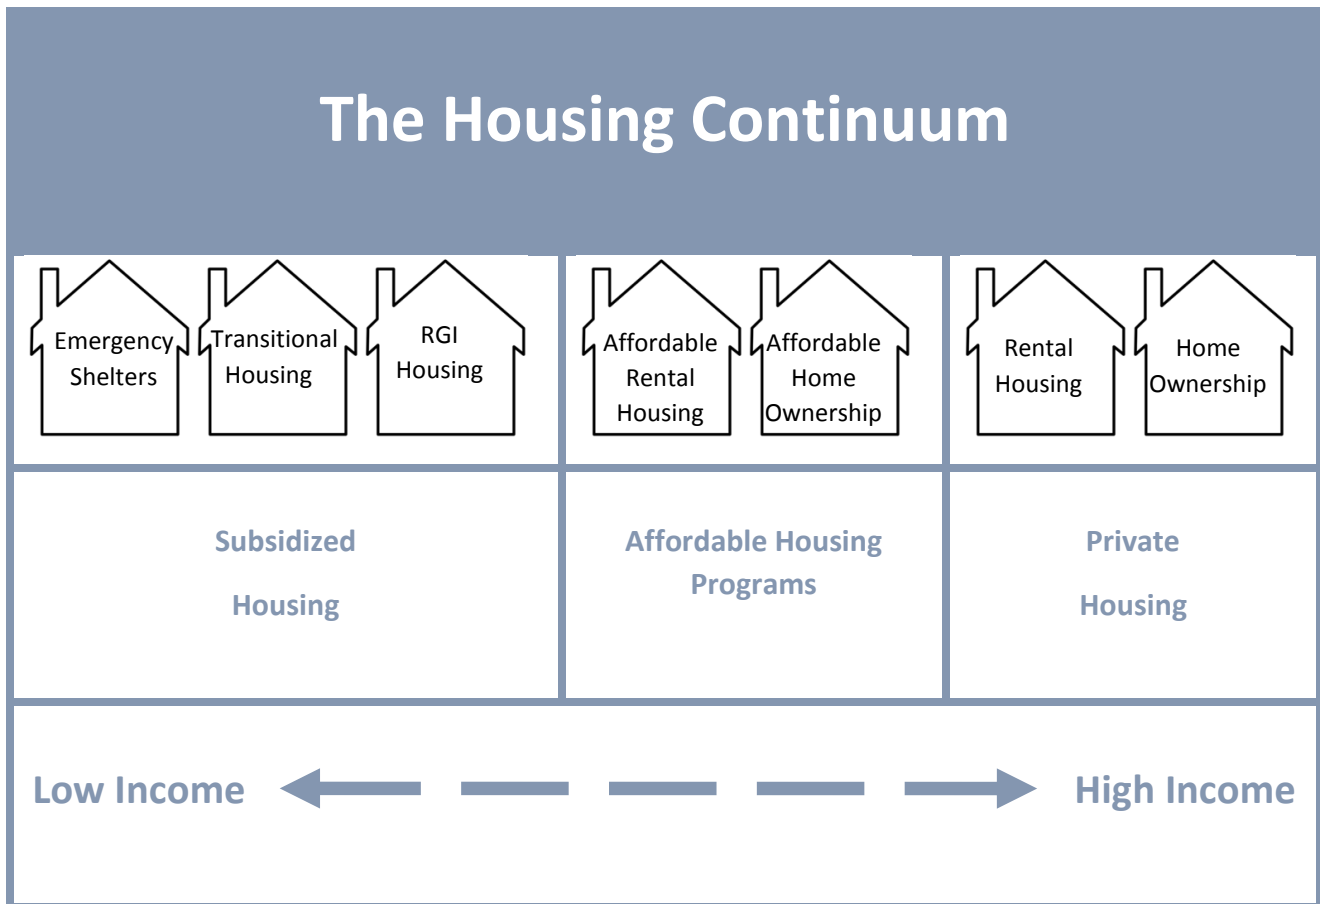 The Housing Continuum
Emergency
Shelters
Transitional
Housing
RGI
Housing
Affordable
Rental
Housing
Affordable
Home
Ownership
Rental
Housing
Home
Ownership
Subsidized
Housing
Affordable Housing
Programs
Private
Housing
Low Income
High Income